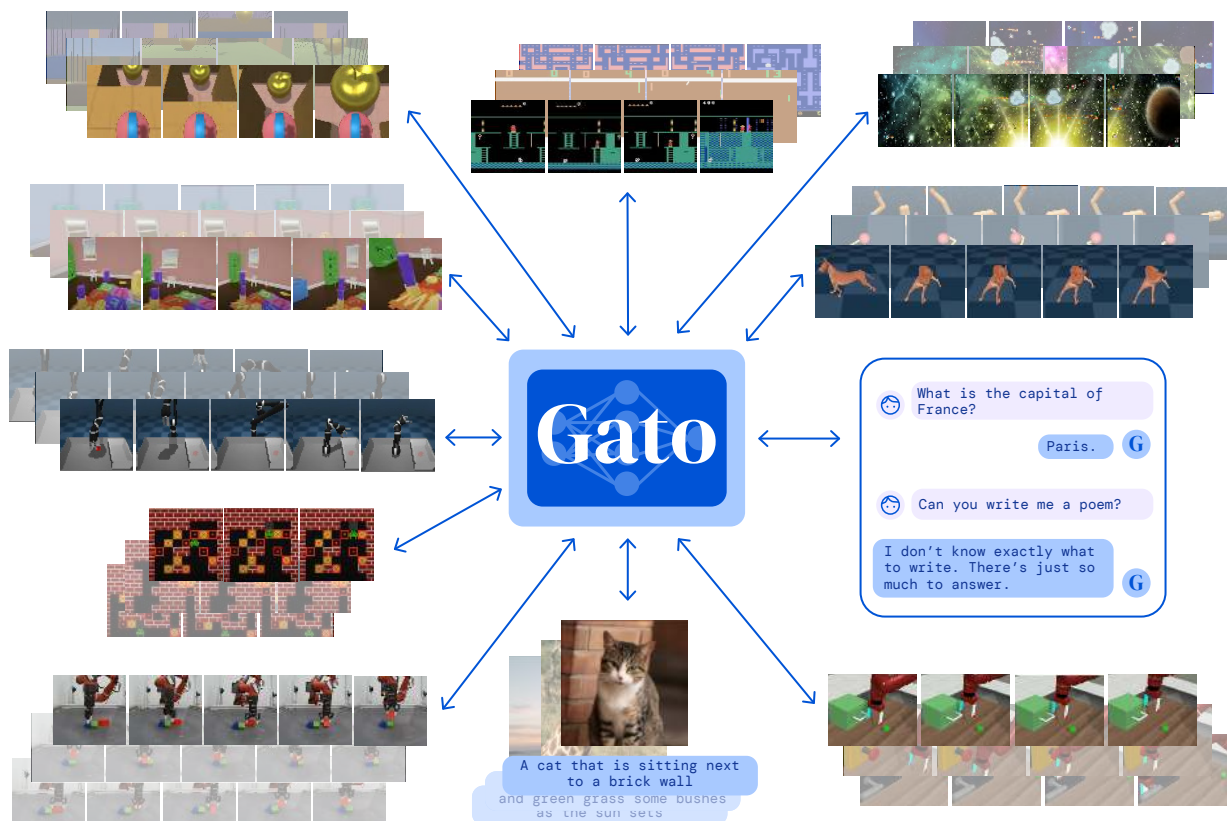 Gato
What is the capital of
France?
Paris.
G
Can you write me a poem?
I don't know exactly what
to write. There's just so
much to answer.
G
A cat that is sitting next
to a brick wall
and green grass some bushes
as the sun sets